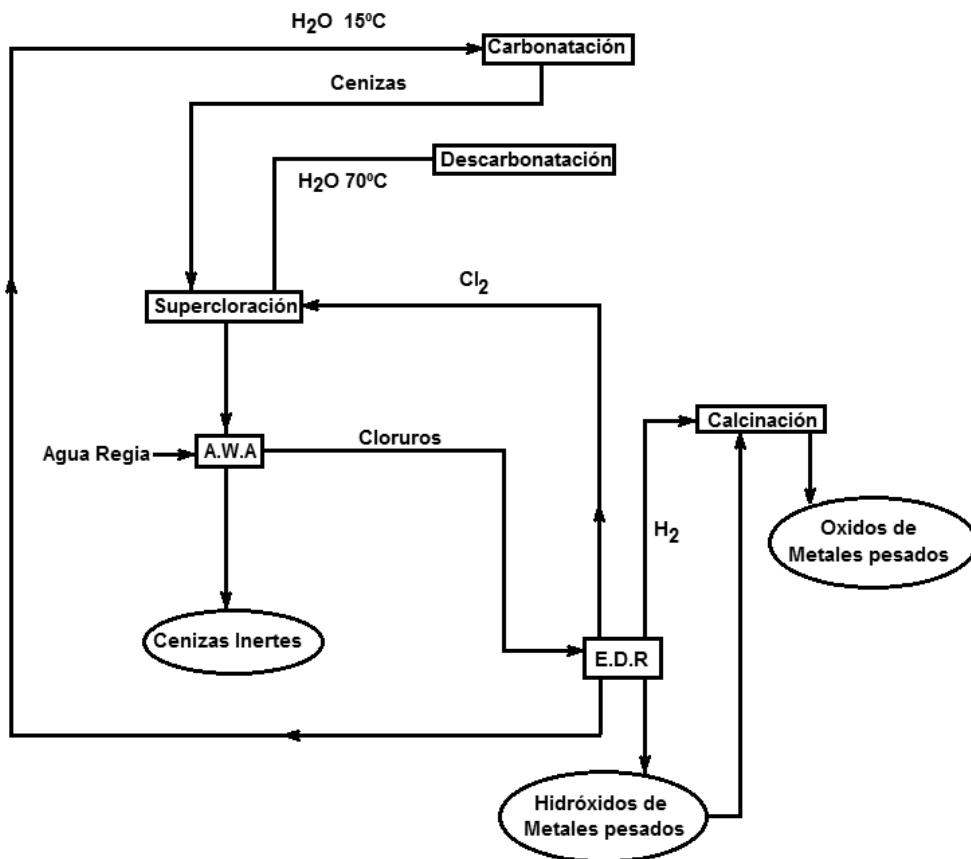 H2O 15ºC
Carbonatación
Cenizas
Descarbonatación
H2O 70ºC
Cl2
Supercloración
Calcinación
Cloruros
Agua Regia
A.W.A
H2
Oxidos de
Metales pesados
Cenizas Inertes
E.D.R
Hidróxidos de
Metales pesados